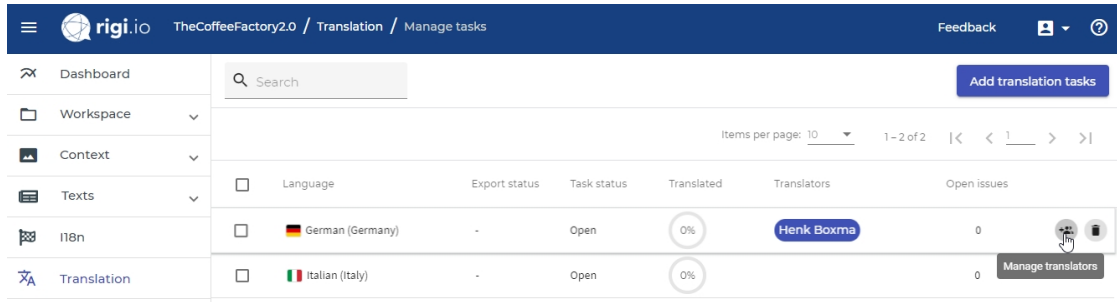 rigi.io TheCoffeeFactory2.0 / Translation / Manage tasks Feedback
Dashboard
Search
Add translation tasks
Workspace
Items per page: 10 1 – 2 of 2 1
Context
Language Export status Task status Translated Translators Open issues
Texts
German (Germany) - Open 0% Henk Boxma 0
I18n
Manage translators
Italian (Italy) - Open 0% 0
Translation